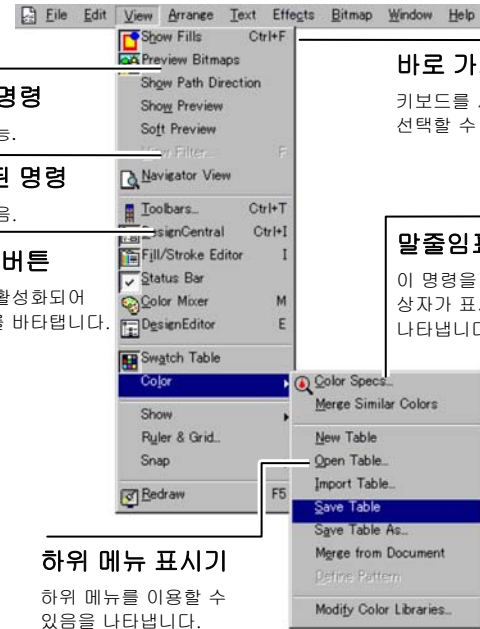 File Edit View Arrange Text Effects Bitmap Window Help
Show Fills Ctrl+F
Preview Bitmaps
Show Path Direction
Show Preview
Soft Preview
View Filter... F
Navigator View
Toolbars... Ctrl+T
DesignCentral Ctrl+I
Fill/Stroke Editor I
Status Bar
Color Mixer M
DesignEditor E
Swatch Table
Color
Show
Ruler & Grid...
Snap
Redraw F5
Color Specs...
Merge Similar Colors
New Table
Open Table...
Import Table...
Save Table
Save Table As...
Merge from Document
Define Pattern
Modify Color Libraries...
명령
된 명령
버튼
활성화되어
를 바타탭니다.
바로 가
키보드를
선택할 수
말줄임표
이 명령을
상자가 표
나타냅니다
하위 메뉴 표시기
하위 메뉴를 이용할 수
있음을 나타냅니다.